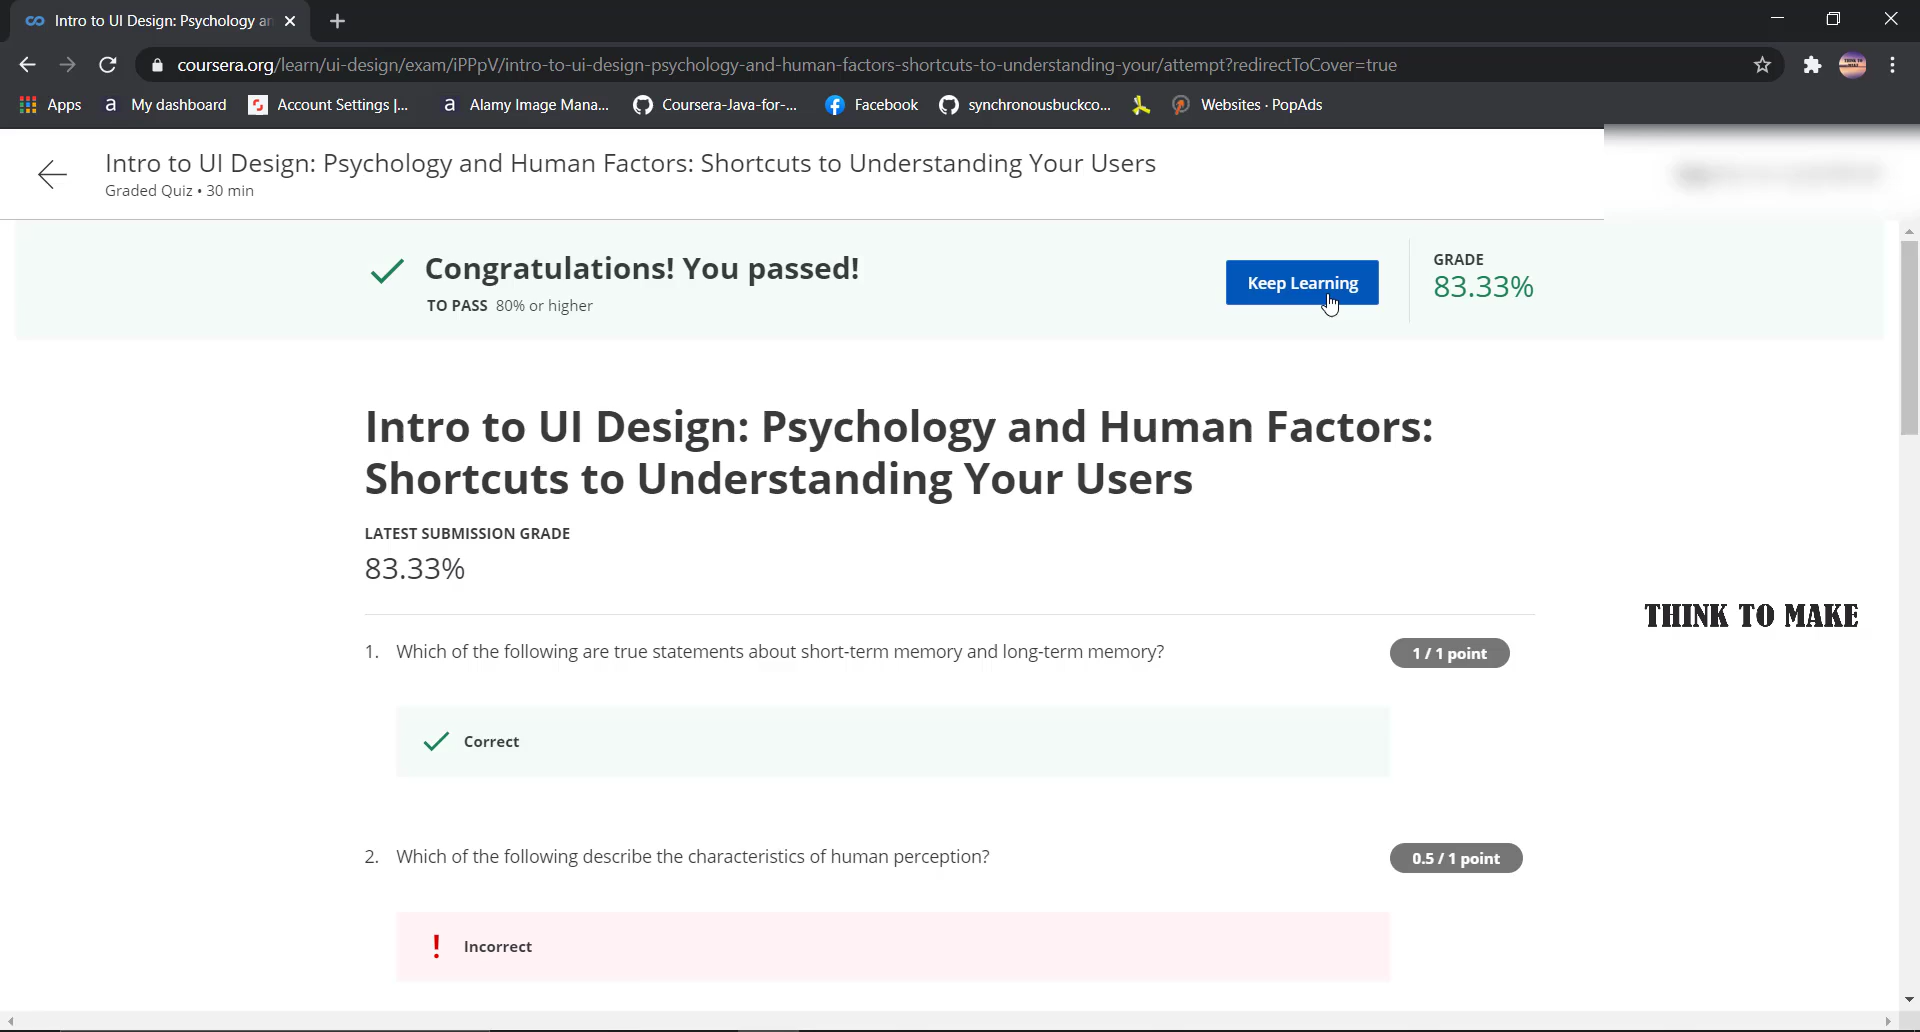 Intro to UI Design: Psychology an
coursera.org/learn/ui-design/exam/iPPpV/intro-to-ui-design-psychology-and-human-factors-shortcuts-to-understanding-your/attempt?redirectToCover=true
Apps a My dashboard Account Settings |... a Alamy Image Mana... Coursera-Java-for-... Facebook synchronousbuckco... Websites · PopAds
Intro to UI Design: Psychology and Human Factors: Shortcuts to Understanding Your Users
Graded Quiz • 30 min
Congratulations! You passed!
TO PASS 80% or higher
Keep Learning
GRADE
83.33%
Intro to UI Design: Psychology and Human Factors:
Shortcuts to Understanding Your Users
LATEST SUBMISSION GRADE
83.33%
THINK TO MAKE
1. Which of the following are true statements about short-term memory and long-term memory? 1 / 1 point
Correct
2. Which of the following describe the characteristics of human perception? 0.5 / 1 point
! Incorrect